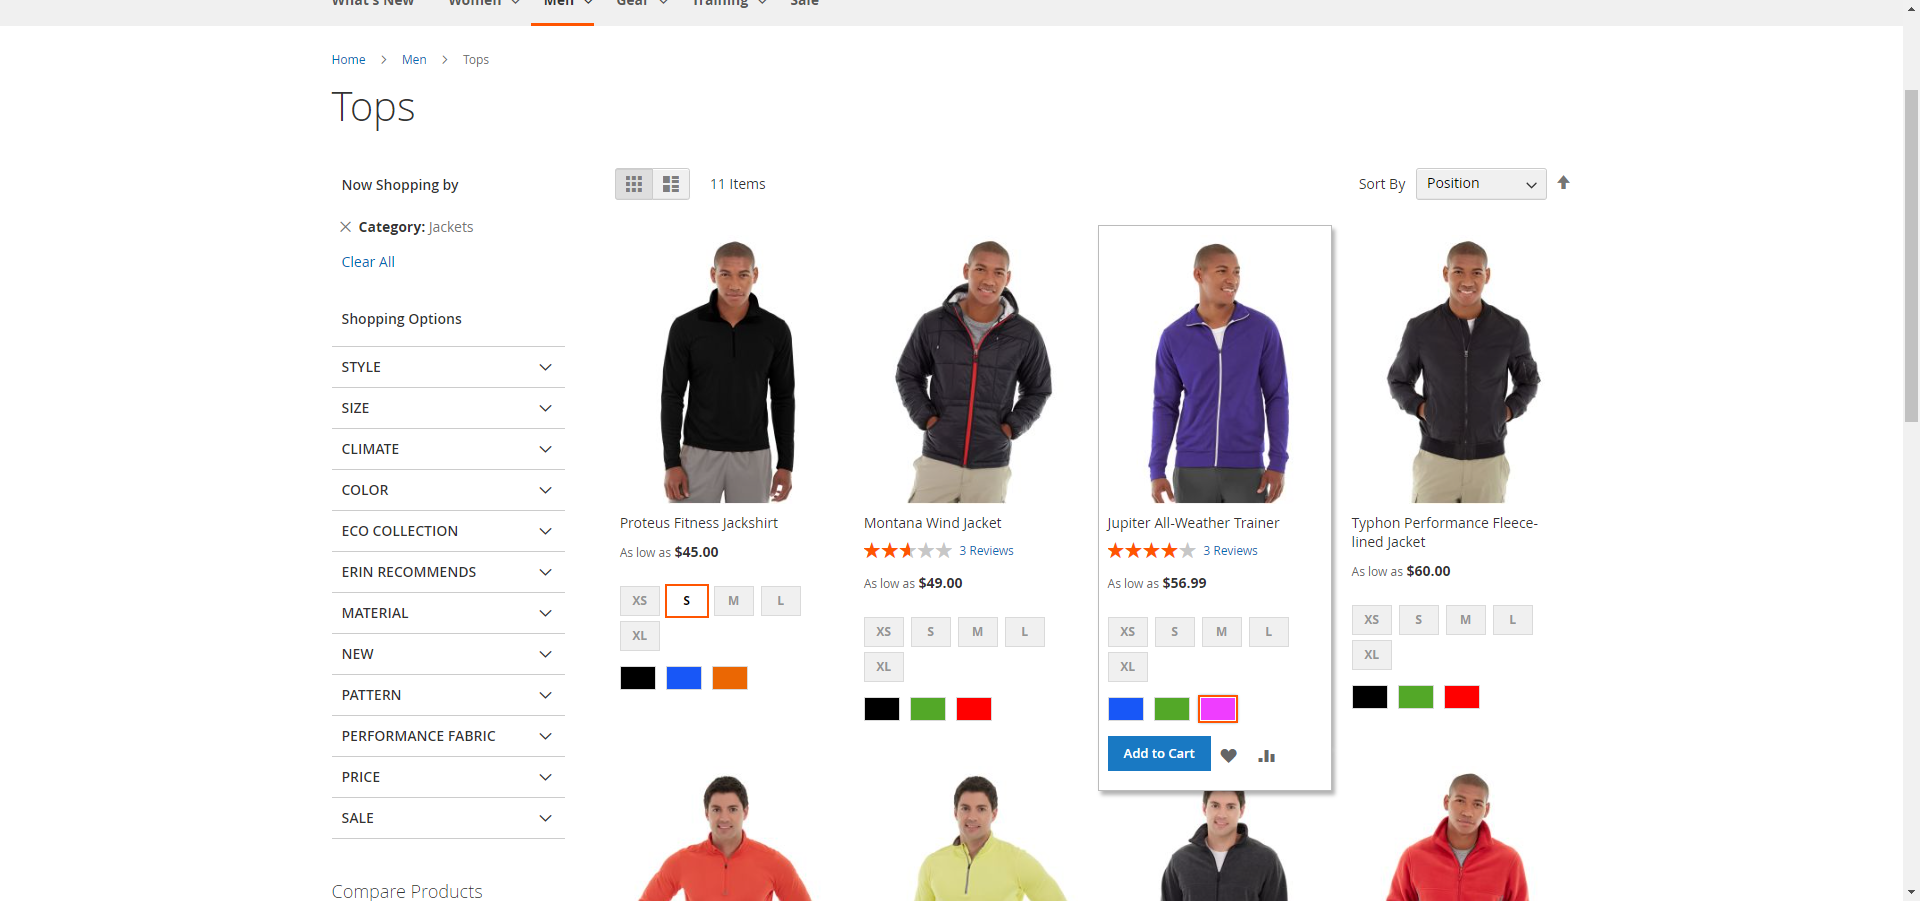 What's New Women Men Gear Training Sale
Home Men Tops
Tops
Now Shopping by
Category: Jackets
Clear All
Shopping Options
STYLE
SIZE
CLIMATE
COLOR
ECO COLLECTION
ERIN RECOMMENDS
MATERIAL
NEW
PATTERN
PERFORMANCE FABRIC
PRICE
SALE
Compare Products
11 Items
Sort By Position
Proteus Fitness Jackshirt
As low as $45.00
XS S M L
XL
Montana Wind Jacket
3 Reviews
As low as $49.00
XS S M L
XL
Jupiter All-Weather Trainer
3 Reviews
As low as $56.99
XS S M L
XL
Add to Cart
Typhon Performance Fleece-
lined Jacket
As low as $60.00
XS S M L
XL